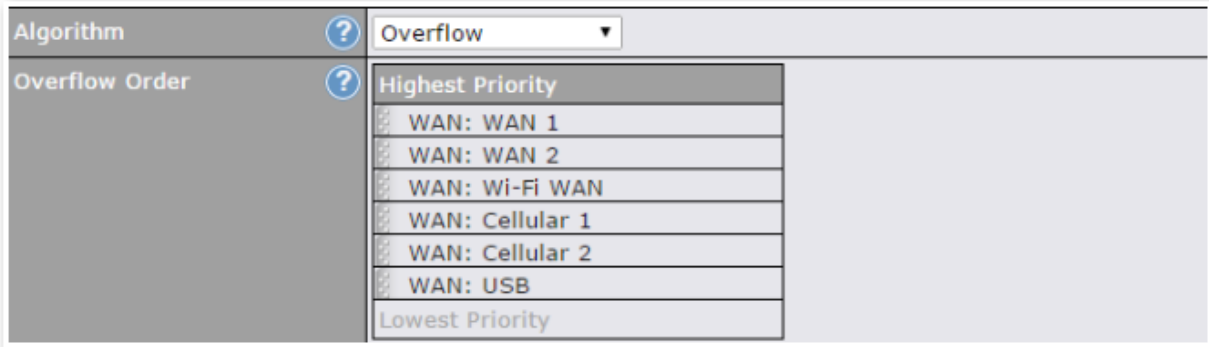 Algorithm ? Overflow ▼
Overflow Order ? Highest Priority
WAN: WAN 1
WAN: WAN 2
WAN: Wi-Fi WAN
WAN: Cellular 1
WAN: Cellular 2
WAN: USB
Lowest Priority